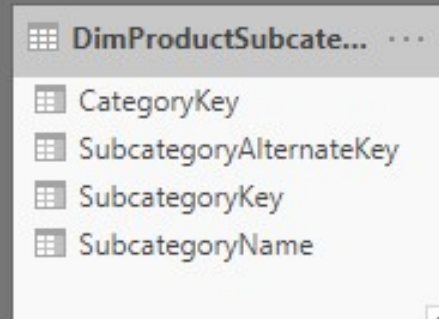 DimProductSubcate... ...
CategoryKey
SubcategoryAlternateKey
SubcategoryKey
SubcategoryName